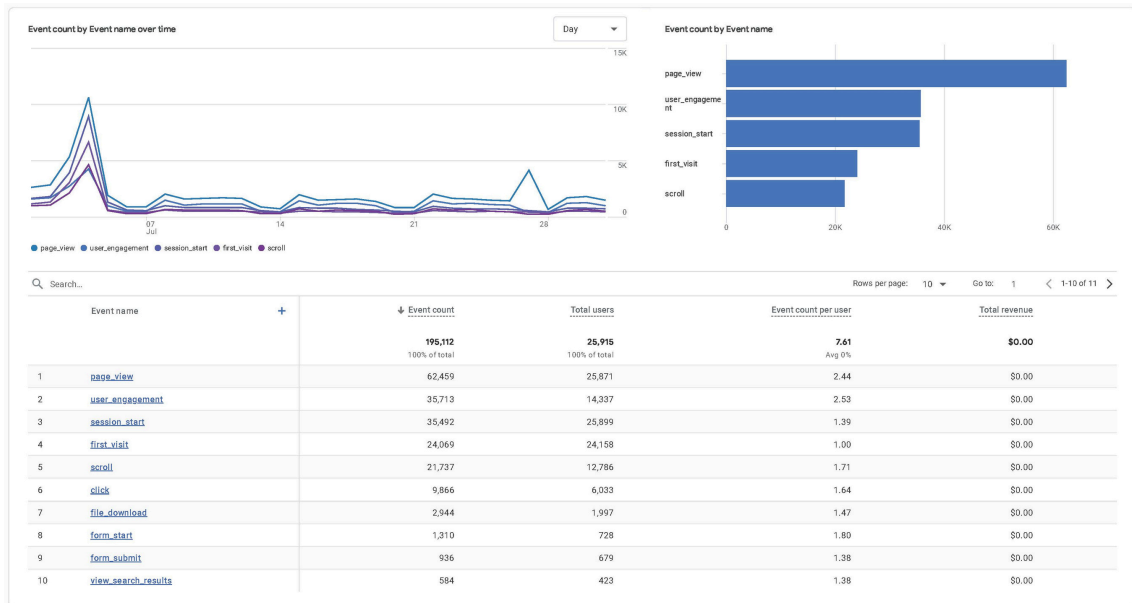 Event count by Event name over time
Day
15K
10K
5K
0
07
Jul
14
21
28
page_view user_engagement session_start first_visit scroll
Event count by Event name
page_view
user_engageme
nt
session_start
first_visit
scroll
0 20K 40K 60K
Search...
Rows per page: 10 Go to: 1 1-10 of 11
Event name + Event count Total users Event count per user Total revenue
195,112 25,915 7.61 $0.00
100% of total 100% of total Avg 0%
1 page_view 62,459 25,871 2.44 $0.00
2 user_engagement 35,713 14,337 2.53 $0.00
3 session_start 35,492 25,899 1.39 $0.00
4 first_visit 24,069 24,158 1.00 $0.00
5 scroll 21,737 12,786 1.71 $0.00
6 click 9,866 6,033 1.64 $0.00
7 file_download 2,944 1,997 1.47 $0.00
8 form_start 1,310 728 1.80 $0.00
9 form_submit 936 679 1.38 $0.00
10 view_search_results 584 423 1.38 $0.00